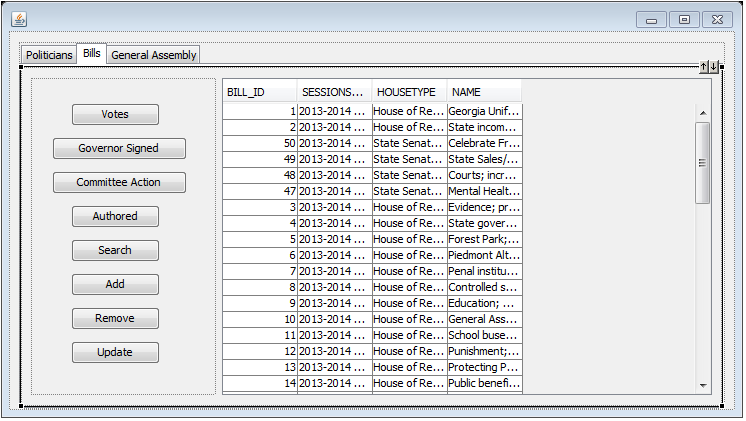 Politicians Bills General Assembly
BILL_ID SESSIONS... HOUSETYPE NAME
Votes
Governor Signed
Committee Action
Authored
Search
Add
Remove
Update
1 2013-2014 ... House of Re... Georgia Unif...
2 2013-2014 ... House of Re... State incom...
50 2013-2014 ... State Senat... Celebrate Fr...
49 2013-2014 ... State Senat... State Sales/...
48 2013-2014 ... State Senat... Courts; incr...
47 2013-2014 ... State Senat... Mental Healt...
3 2013-2014 ... House of Re... Evidence; pr...
4 2013-2014 ... House of Re... State gover...
5 2013-2014 ... House of Re... Forest Park;...
6 2013-2014 ... House of Re... Piedmont Alt...
7 2013-2014 ... House of Re... Penal institu...
8 2013-2014 ... House of Re... Controlled s...
9 2013-2014 ... House of Re... Education; ...
10 2013-2014 ... House of Re... General Ass...
11 2013-2014 ... House of Re... School buse...
12 2013-2014 ... House of Re... Punishment;...
13 2013-2014 ... House of Re... Protecting P...
14 2013-2014 ... House of Re... Public benefi...